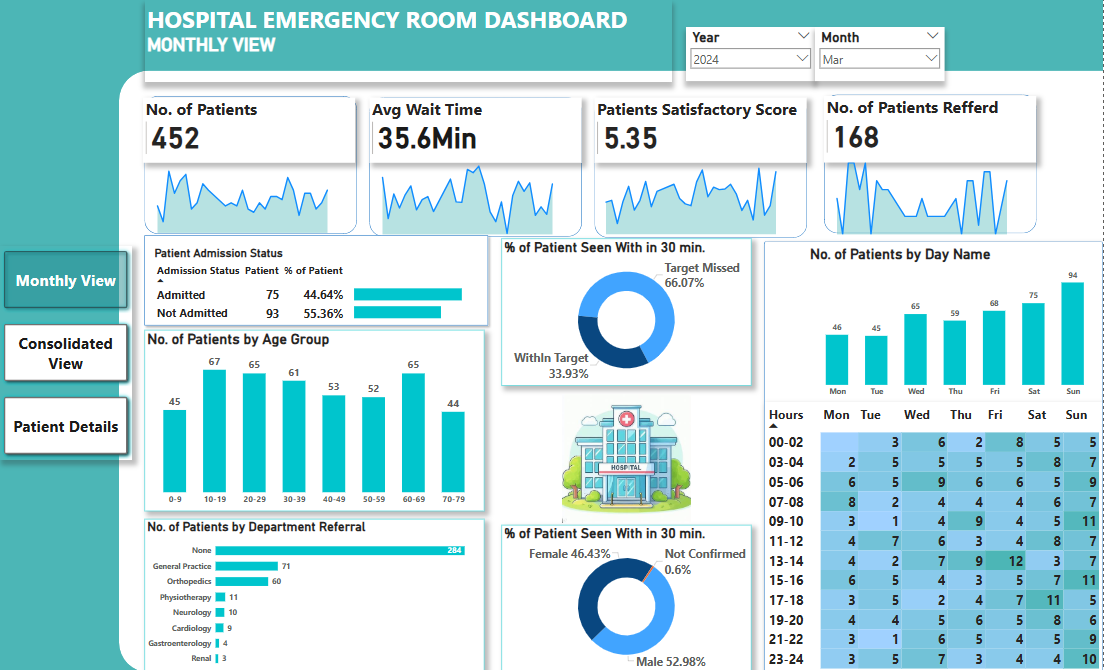 HOSPITAL EMERGENCY ROOM DASHBOARD
MONTHLY VIEW
Year
2024
Month
Mar
No. of Patients
452
Avg Wait Time
35.6Min
Patients Satisfactory Score
5.35
No. of Patients Refferd
168
Monthly View
Consolidated
View
Patient Details
Patient Admission Status
Admission Status Patient % of Patient
Admitted 75 44.64%
Not Admitted 93 55.36%
No. of Patients by Age Group
45 67 65 61 53 52 65 44
0-9 10-19 20-29 30-39 40-49 50-59 60-69 70-79
No. of Patients by Department Referral
None 284
General Practice 71
Orthopedics 60
Physiotherapy 11
Neurology 10
Cardiology 9
Gastroenterology 4
Renal 3
% of Patient Seen With in 30 min.
Target Missed
66.07%
WithIn Target
33.93%
HOSPITAL
% of Patient Seen With in 30 min.
Female 46.43%
Not Confirmed
0.6%
Male 52.98%
No. of Patients by Day Name
46 45 65 59 68 75 94
Mon Tue Wed Thu Fri Sat Sun
Hours Mon Tue Wed Thu Fri Sat Sun
00-02 3 6 2 8 5 5
03-04 2 5 5 5 5 8 7
05-06 6 5 9 6 6 5 9
07-08 8 2 4 4 4 6 7
09-10 3 1 4 9 4 5 11
11-12 4 7 6 3 4 8 7
13-14 4 2 7 9 12 3 7
15-16 6 5 4 3 5 7 11
17-18 3 5 2 4 7 11 5
19-20 4 4 5 6 5 8 6
21-22 3 1 6 5 4 5 9
23-24 3 5 7 3 4 4 10